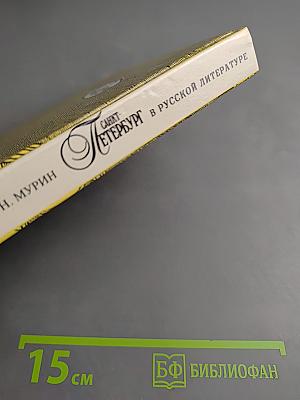 Н. МУРИН
САНКТ-
ПЕТЕРБУРГ
В РУССКОЙ ЛИТЕРАТУРЕ
15 см
БФ БИБЛИОФАН